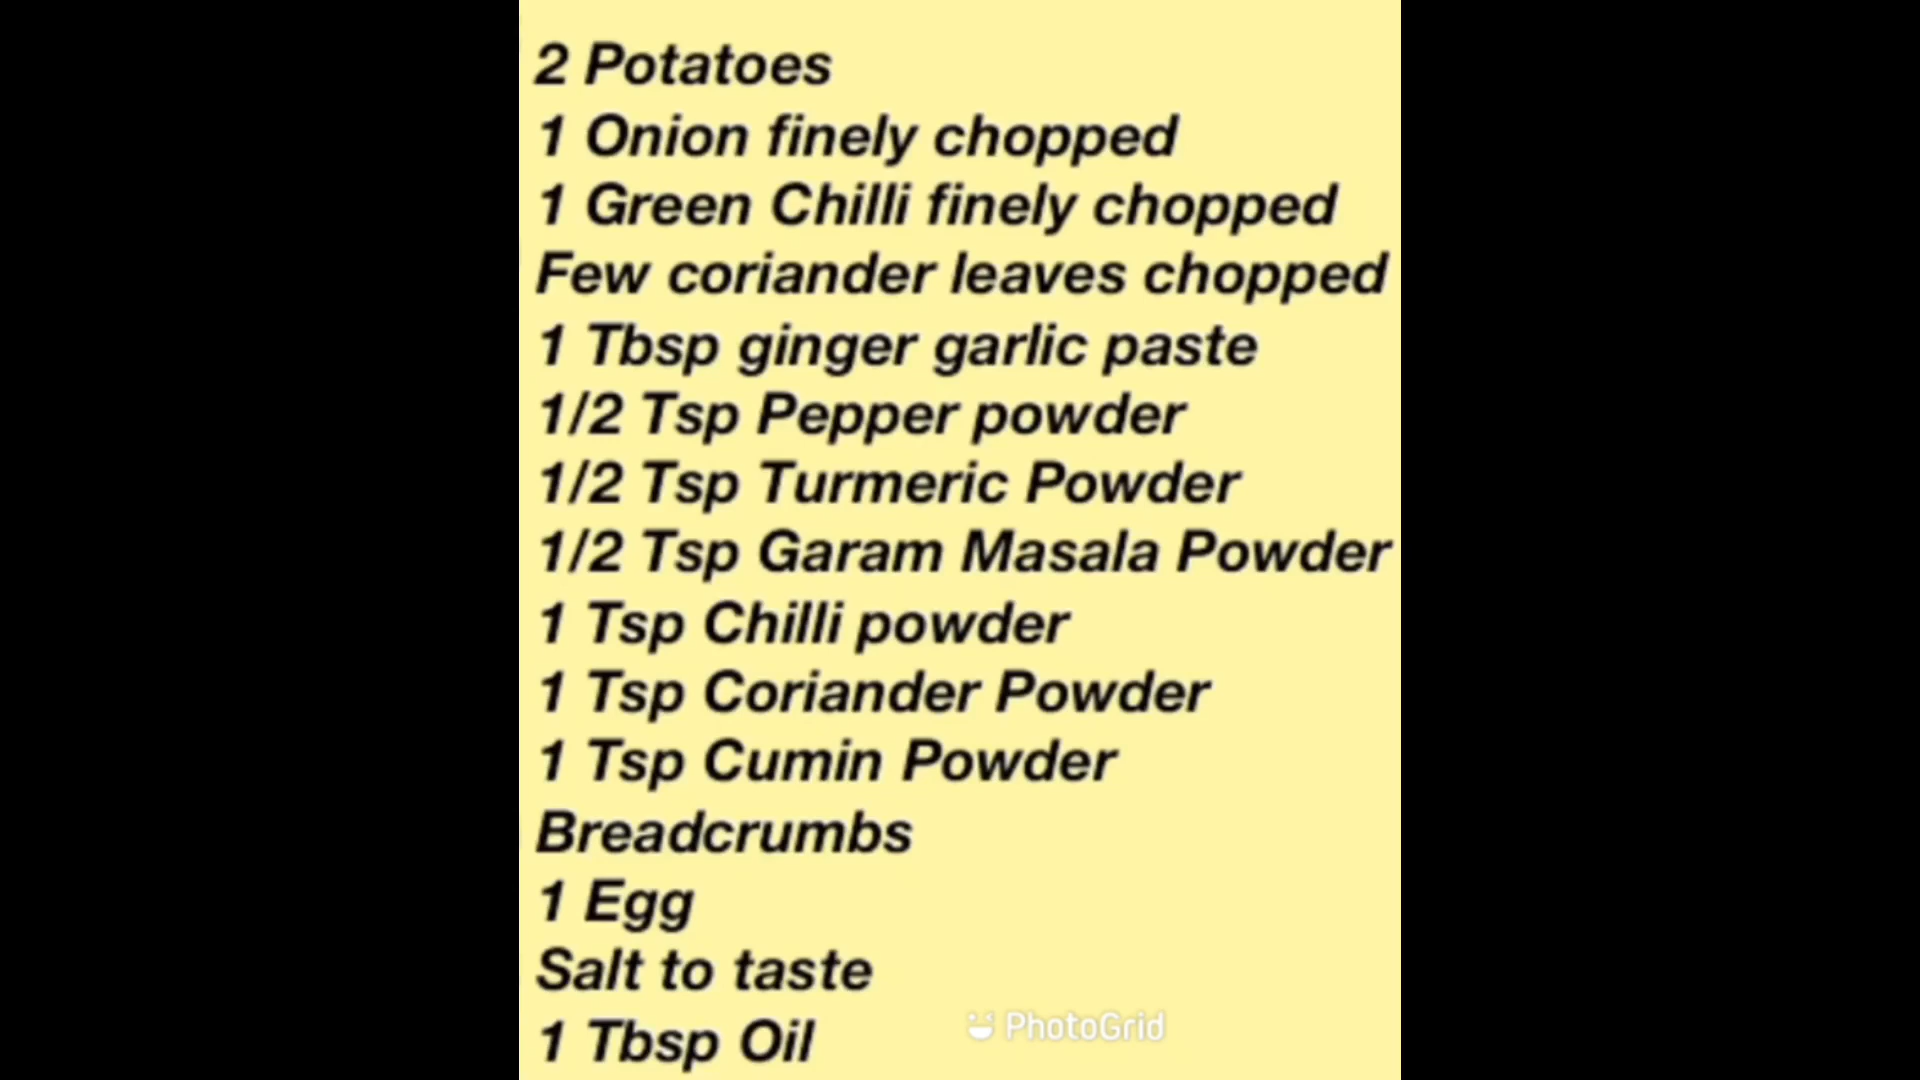 2 Potatoes
1 Onion finely chopped
1 Green Chilli finely chopped
Few coriander leaves chopped
1 Tbsp ginger garlic paste
1/2 Tsp Pepper powder
1/2 Tsp Turmeric Powder
1/2 Tsp Garam Masala Powder
1 Tsp Chilli powder
1 Tsp Coriander Powder
1 Tsp Cumin Powder
Breadcrumbs
1 Egg
Salt to taste
1 Tbsp Oil
PhotoGrid